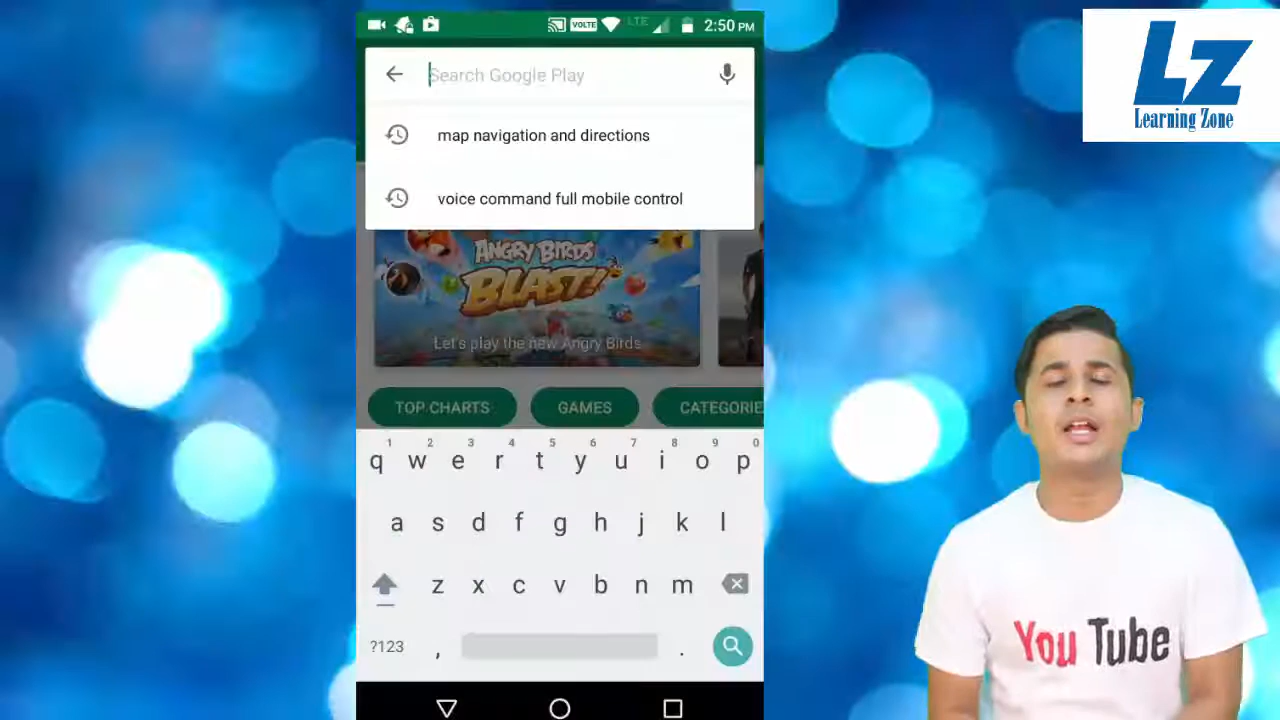 VOLTE LTE 2:50 PM
Search Google Play
map navigation and directions
voice command full mobile control
ANGRY BIRDS
BLAST!
Let's play the new Angry Birds
TOP CHARTS GAMES CATEGORIE
1 2 3 4 5 6 7 8 9 0
q w e r t y u i o p
a s d f g h j k l
z x c v b n m
?123 , .
LZ
Learning Zone
You Tube